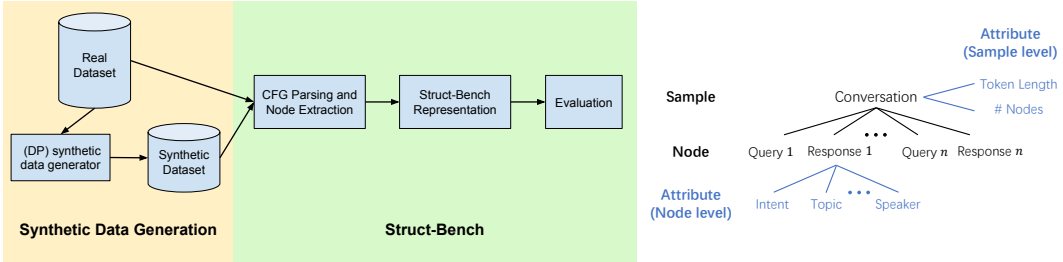 Real
Dataset
(DP) synthetic
data generator
Synthetic
Dataset
Synthetic Data Generation
CFG Parsing and
Node Extraction
Struct-Bench
Representation
Evaluation
Struct-Bench
Attribute
(Sample level)
Token Length
# Nodes
Sample
Conversation
Node
Query 1
Response 1
Query n
Response n
Attribute
(Node level)
Intent
Topic
Speaker